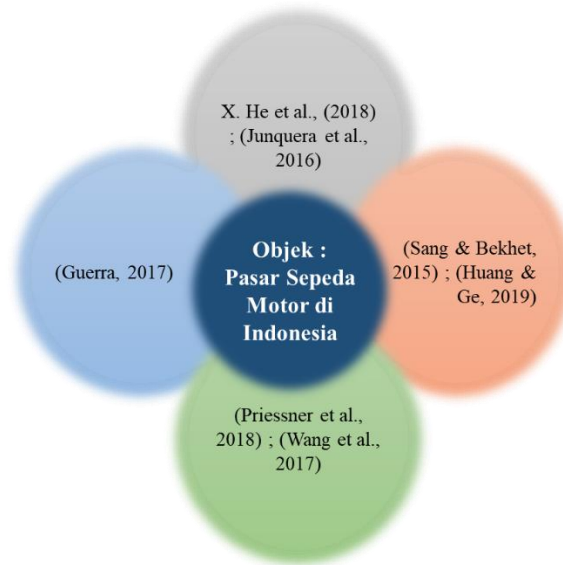 X. He et al., (2018)
; (Junquera et al.,
2016)
(Guerra, 2017)
Objek :
Pasar Sepeda
Motor di
Indonesia
(Sang & Bekhet,
2015) ; (Huang &
Ge, 2019)
(Priessner et al.,
2018) ; (Wang et al.,
2017)